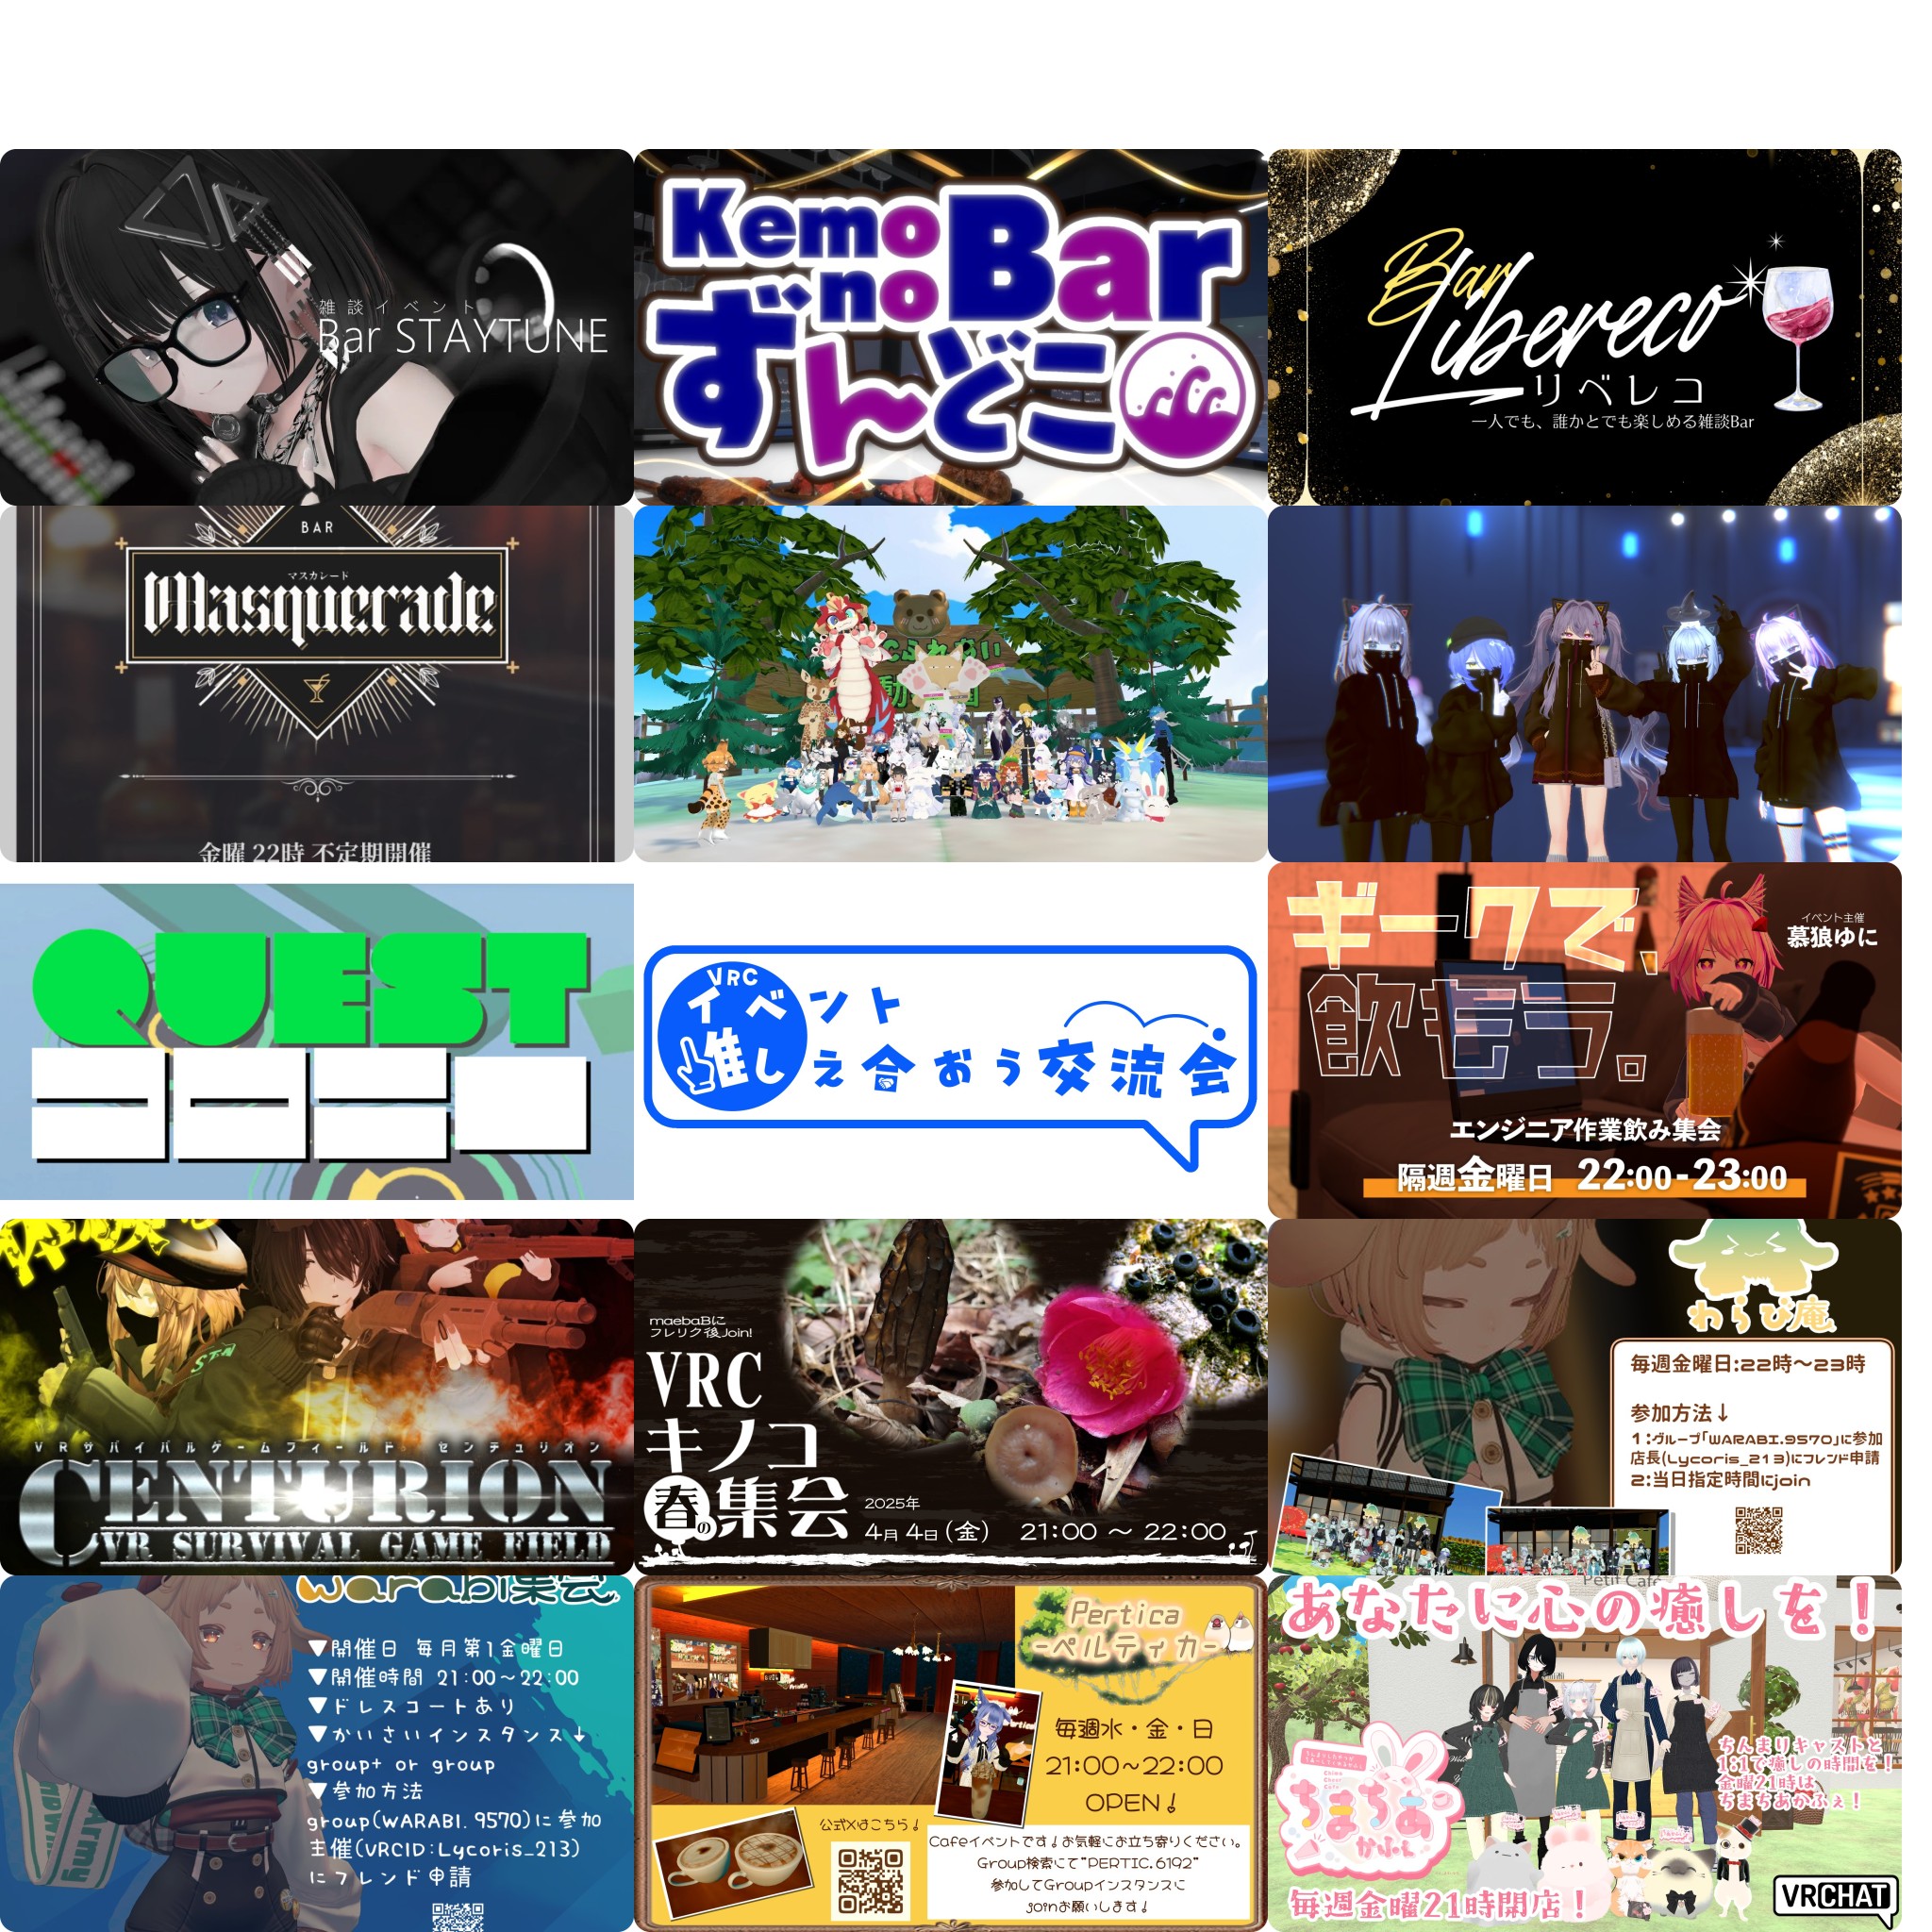 雑談イベント
Bar STAYTUNE
Kemo
no Bar
ずんどこ
Bar
Libereco
リベレコ
一人でも、誰かとでも楽しめる雑談Bar
BAR
マスカレード
Masquerade
金曜 22時 不定期開催
ふれあい
動
園
QUEST
コロニー
VRC
イベント
推し え合おう交流会
ギークで、
飲もう。
イベント主催
慕狼ゆに
エンジニア作業飲み集会
隔週金曜日 22:00-23:00
体験
VRサバイバルゲームフィールド センチュリオン
CENTURION
VR SURVIVAL GAME FIELD
maebaBに
フレリク後Join!
VRC
キノコ
春の集会
2025年
4月 4日(金) 21:00 ～ 22:00
わらび庵
毎週金曜日:22時～23時
参加方法↓
1:グループ「WARABI.9570」に参加
店長(Lycoris_213)にフレンド申請
2:当日指定時間にjoin
warabi集会
▼開催日 毎月第1金曜日
▼開催時間 21:00～22:00
▼ドレスコートあり
▼かいさいインスタンス↓
group+ or group
▼参加方法
group(WARABI.9570)に参加
主催(VRCID:Lycoris_213)
にフレンド申請
Pertica
-ペルティカ-
毎週水・金・日
21:00～22:00
OPEN!
公式Xはこちら!
Cafeイベントです!お気軽にお立ち寄りください。
Group検索にて"PERTIC.6192"
参加してGroupインスタンスに
joinお願いします!
Petit Cafe
あなたに心の癒しを!
ちんまりキャストと
1:1で癒しの時間を!
金曜21時は、
ちまちあかふぇ!
ちまちあ
かふぇ
毎週金曜21時開店!
VRCHAT